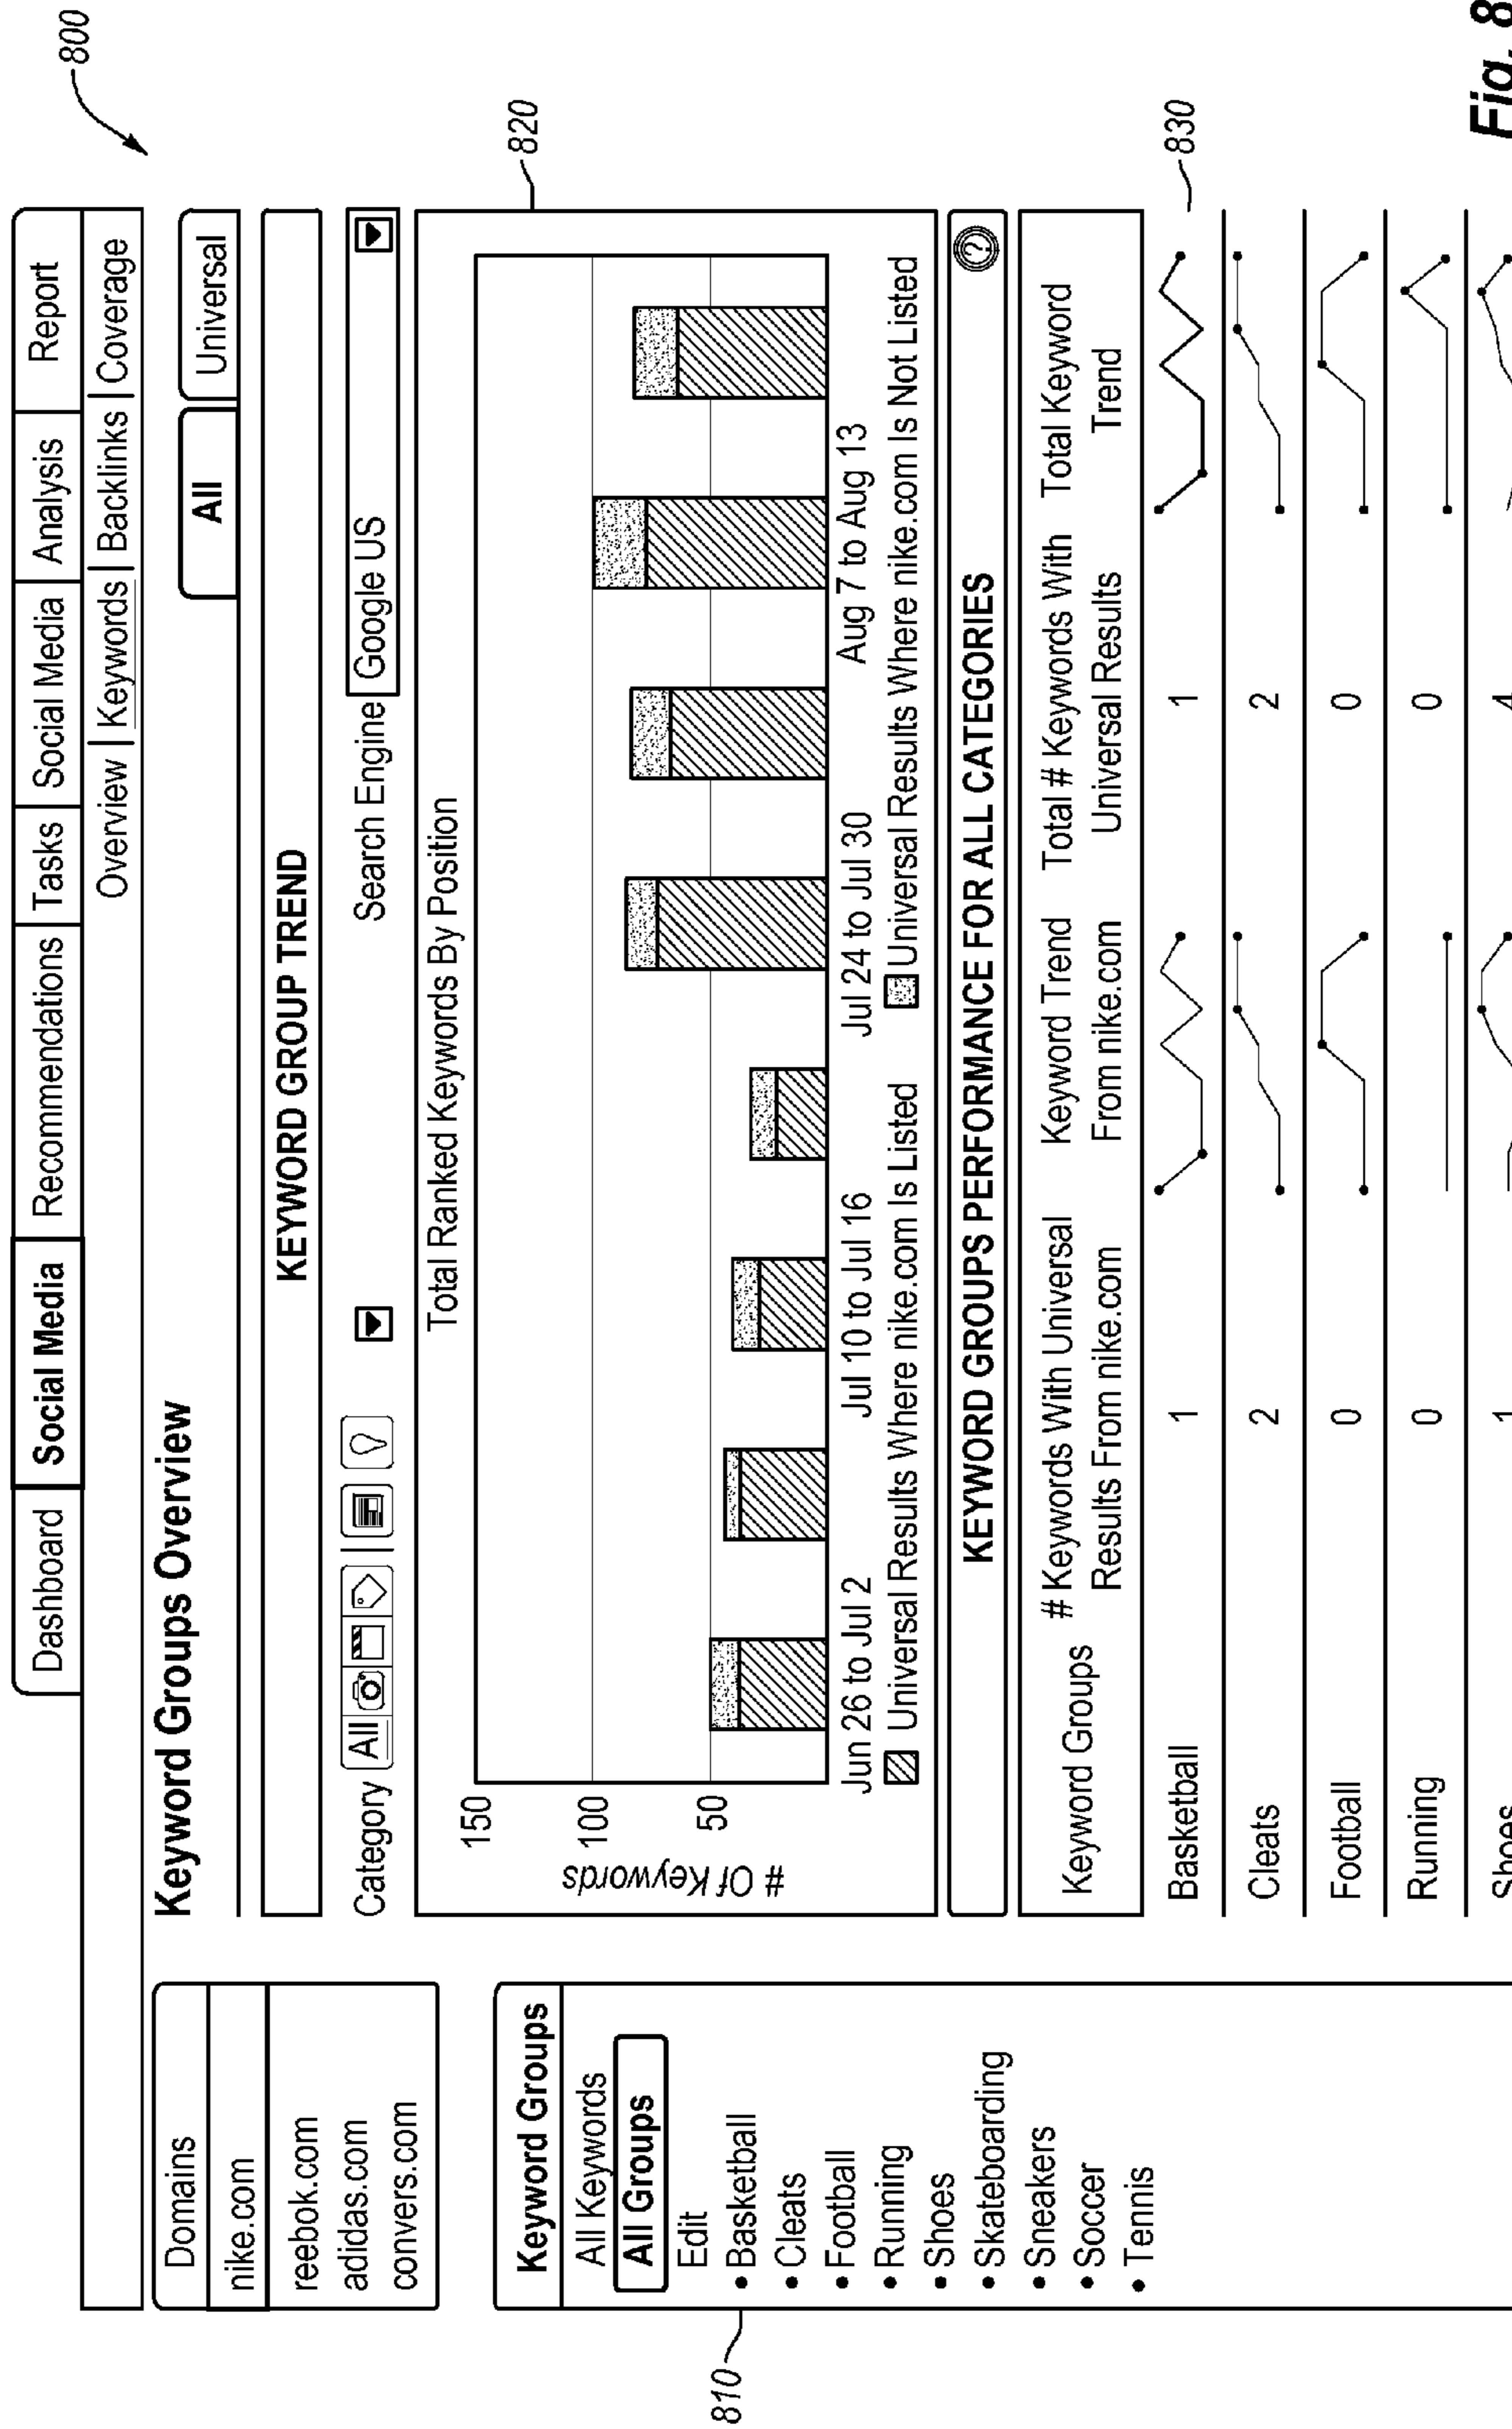 800
Dashboard Social Media Recommendations Tasks Social Media Analysis Report
Overview | Keywords | Backlinks | Coverage
Domains
nike.com
reebok.com
adidas.com
convers.com
Keyword Groups
All Keywords
All Groups
Edit
• Basketball
• Cleats
• Football
• Running
• Shoes
• Skateboarding
• Sneakers
• Soccer
• Tennis
810
Keyword Groups Overview
All Universal
KEYWORD GROUP TREND
Category All Search Engine Google US
820
Total Ranked Keywords By Position
# Of Keywords
150
100
50
Jun 26 to Jul 2 Jul 10 to Jul 16 Jul 24 to Jul 30 Aug 7 to Aug 13
Universal Results Where nike.com Is Listed Universal Results Where nike.com Is Not Listed
KEYWORD GROUPS PERFORMANCE FOR ALL CATEGORIES ?
Keyword Groups # Keywords With Universal Keyword Trend Total # Keywords With Total Keyword
Results From nike.com From nike.com Universal Results Trend
830
Basketball 1 1
Cleats 2 2
Football 0 0
Running 0 0
Shoes 1 4
Fig. 8